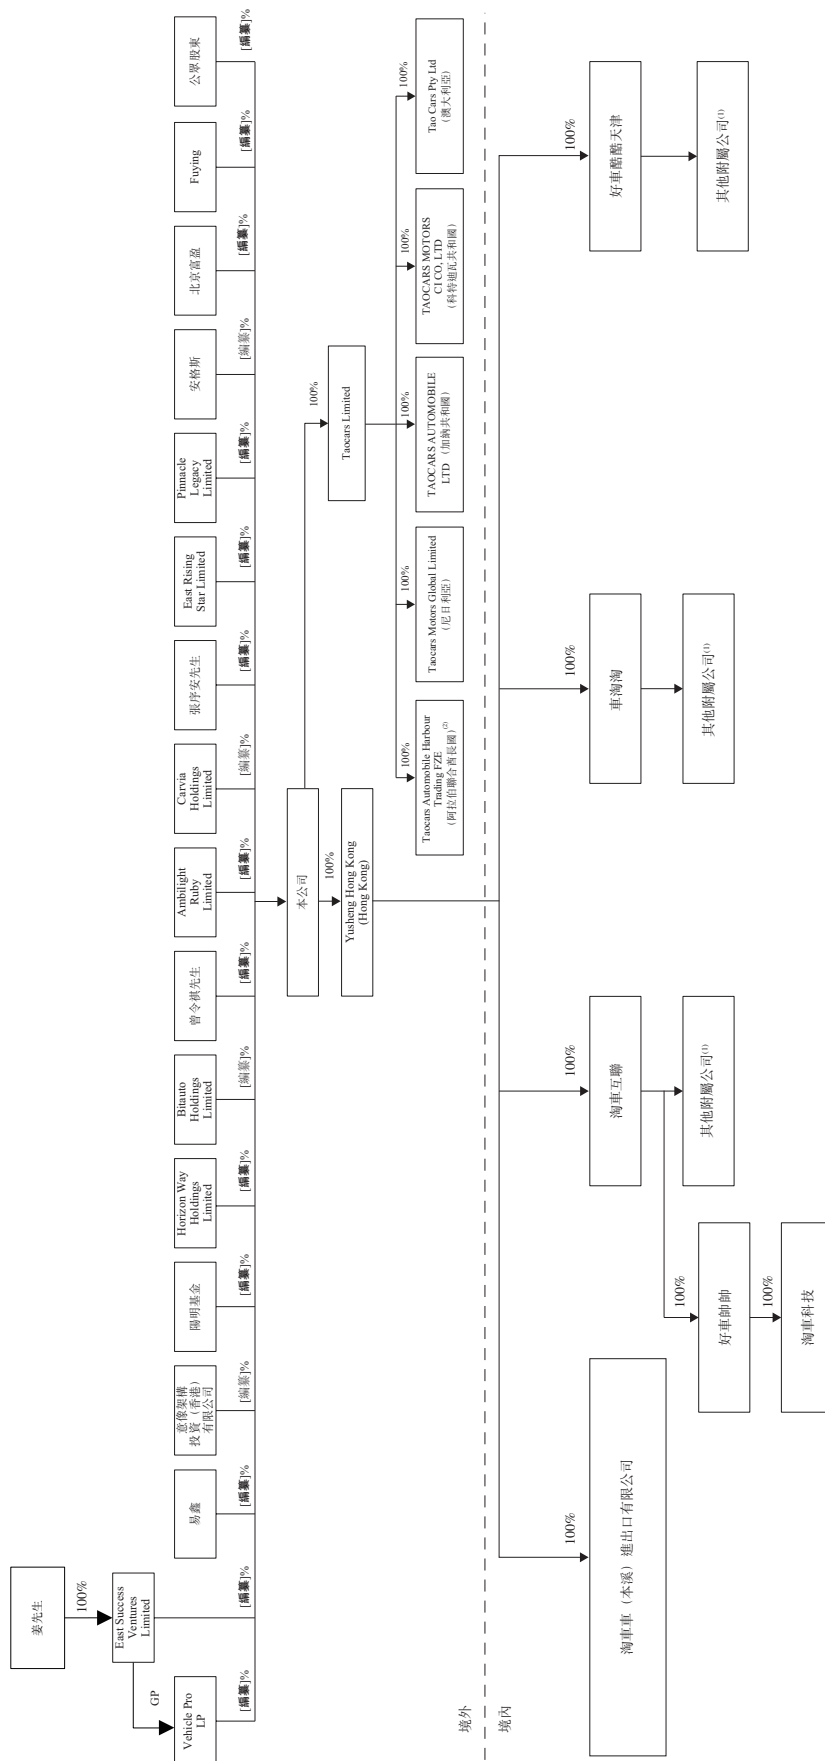 姜先生
100%
East Success
Ventures
Limited
GP
Vehicle Pro
LP
[編纂]%
[編纂]%
易鑫
[編纂]%
意像架構
投資（香港）
有限公司
[編纂]%
陽明基金
[編纂]%
Horizon Way
Holdings
Limited
[編纂]%
Bitauto
Holdings
Limited
[編纂]%
曾令祺先生
[編纂]%
Ambilight
Ruby
Limited
[編纂]%
Carvia
Holdings
Limited
[編纂]%
張序安先生
[編纂]%
East Rising
Star Limited
[編纂]%
Pinnacle
Legacy
Limited
[編纂]%
安格斯
[編纂]%
北京富盈
[編纂]%
Fuying
[編纂]%
公眾股東
[編纂]%
本公司
100%
Yusheng Hong Kong
(Hong Kong)
100%
Taocars Limited
100%
Taocars Automobile Harbour
Trading FZE
（阿拉伯聯合酋長國）(2)
100%
Taocars Motors Global Limited
（尼日利亞）
100%
TAOCARS AUTOMOBILE
LTD（加納共和國）
100%
TAOCARS MOTORS
CI CO, LTD
（科特迪瓦共和國）
100%
Tao Cars Pty Ltd
（澳大利亞）
境外
境內
100%
淘車車（本溪）進出口有限公司
100%
淘車互聯
100%
好車帥帥
100%
淘車科技
其他附屬公司(1)
100%
車淘淘
其他附屬公司(1)
100%
好車酷酷天津
其他附屬公司(1)